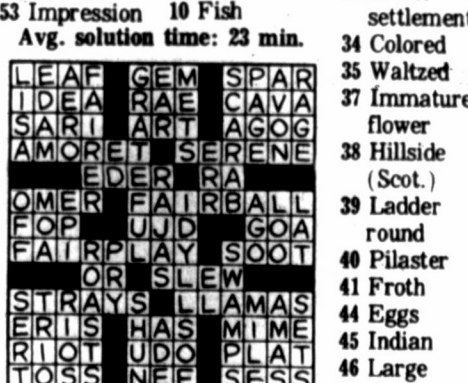 53 Impression 10 Fish
Avg. solution time: 23 min.
LEAF GEM SPAR
IDEA RAE CAVA
SARI ART AGOG
AMORET SERENE
EDER RA
OMER FAIRBALL
FOP UJD GOA
FAIRPLAY SOOT
OR SLEW
STRAYS LLAMAS
ERIS HAS MIME
RIOT UDO PLAT
TOSS NEE SESS
settlement
34 Colored
35 Waltzed
37 Immature
flower
38 Hillside
(Scot.)
39 Ladder
round
40 Pilaster
41 Froth
44 Eggs
45 Indian
46 Large